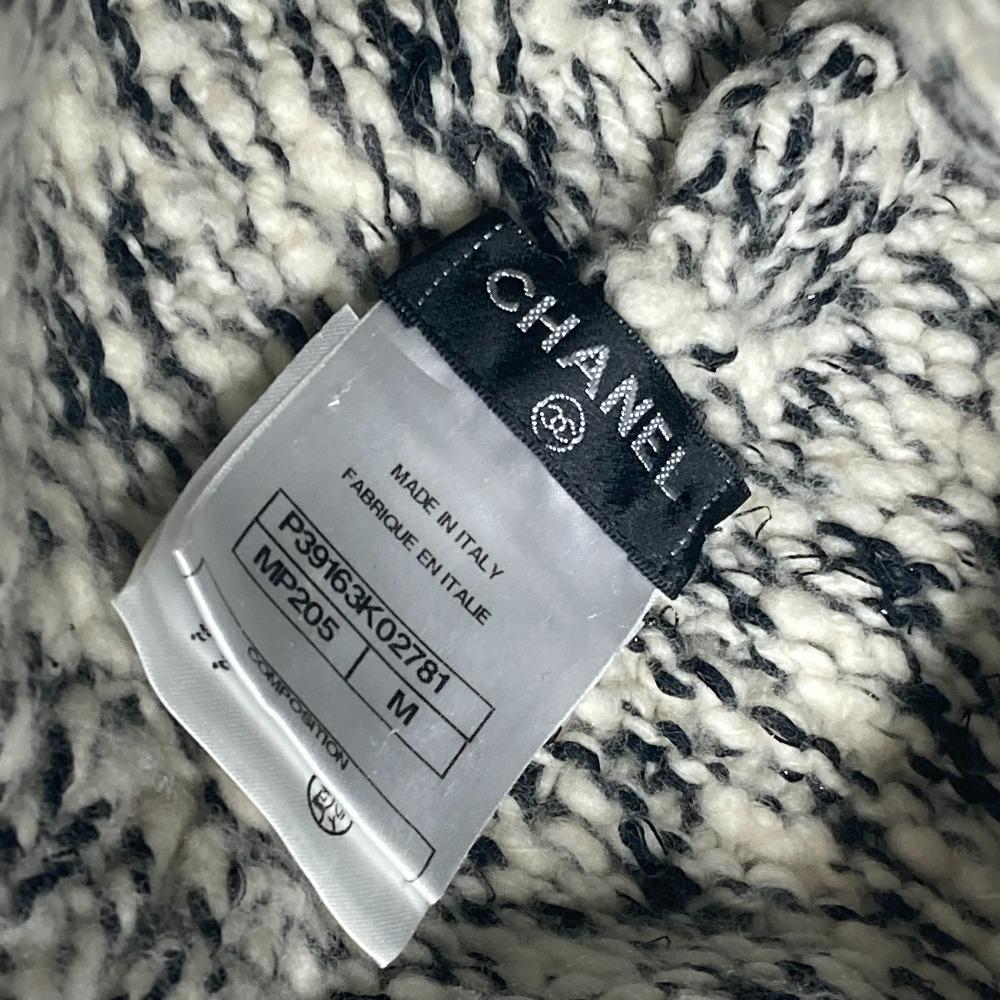 CHANEL
MADE IN ITALY
FABRIQUE EN ITALIE
P39163K02781
MP205 M
COMPOSITION